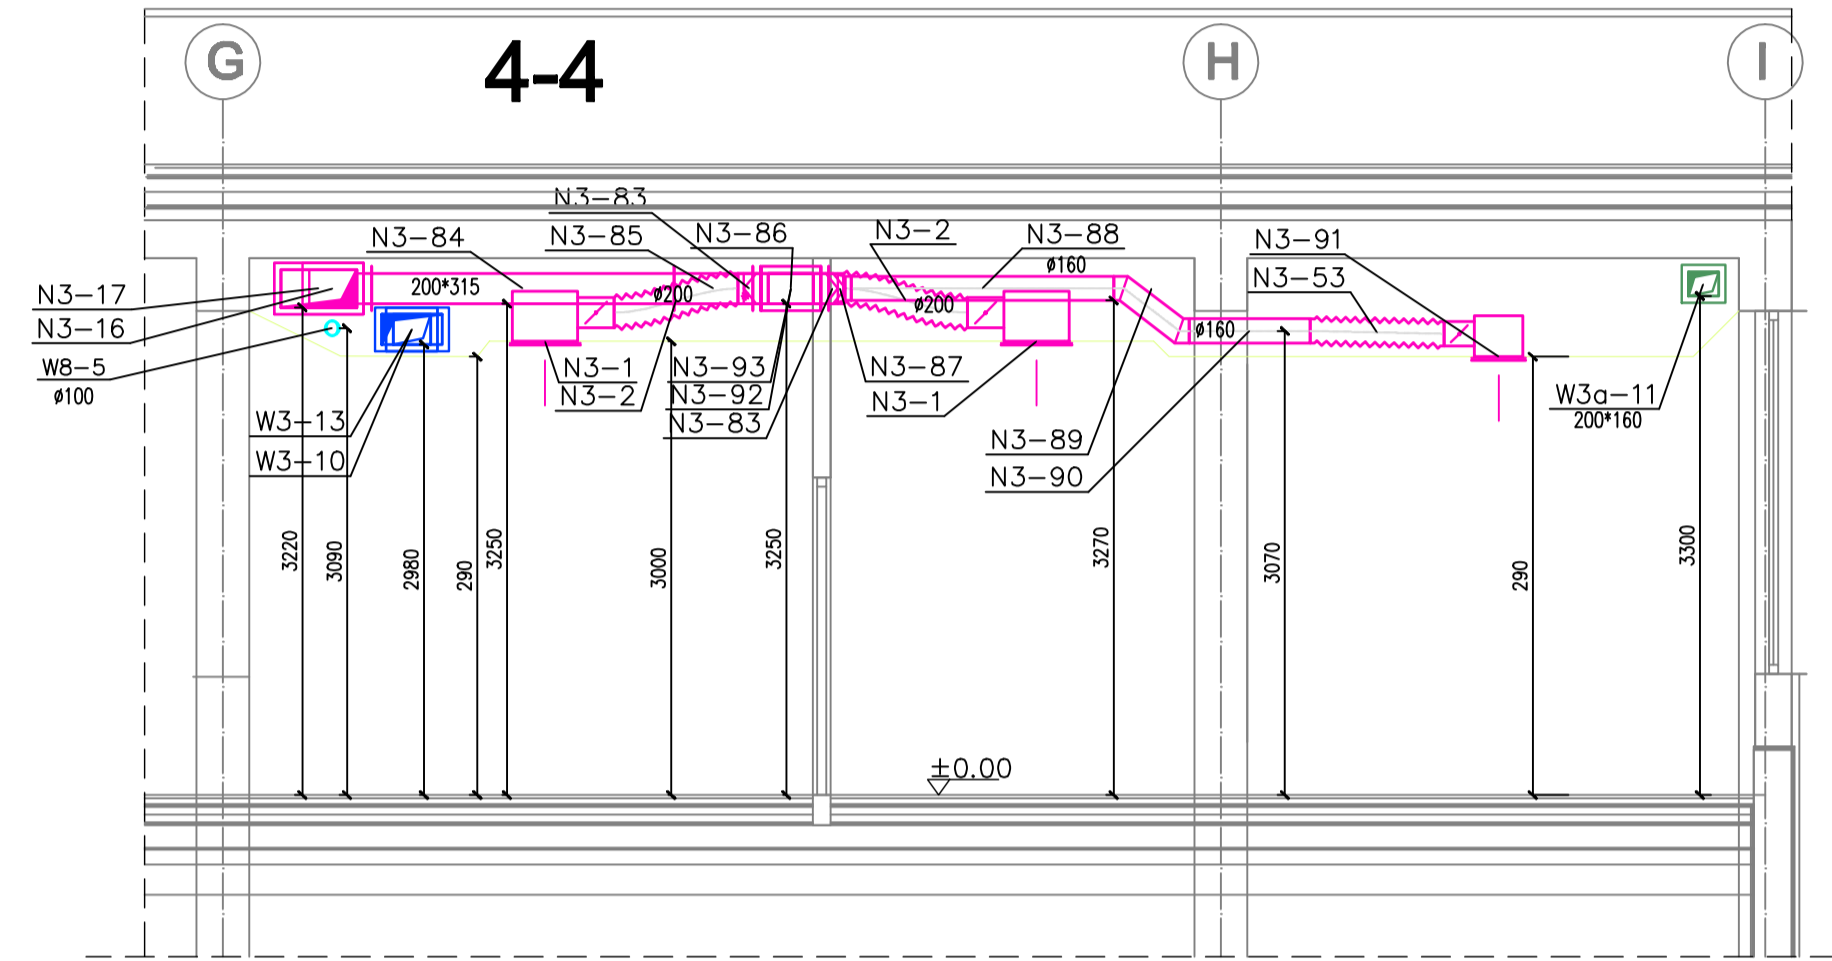 G
4-4
H
I
N3-83
N3-84
N3-85
N3-86
N3-2
N3-88
N3-91
ø160
N3-53
N3-17
200*315
ø200
ø200
N3-16
ø160
W8-5
ø100
N3-1
N3-2
N3-93
N3-92
N3-83
N3-87
N3-1
W3a-11
200*160
W3-13
W3-10
N3-89
N3-90
3220
3090
2980
290
3250
3000
3250
3270
3070
290
3300
±0.00